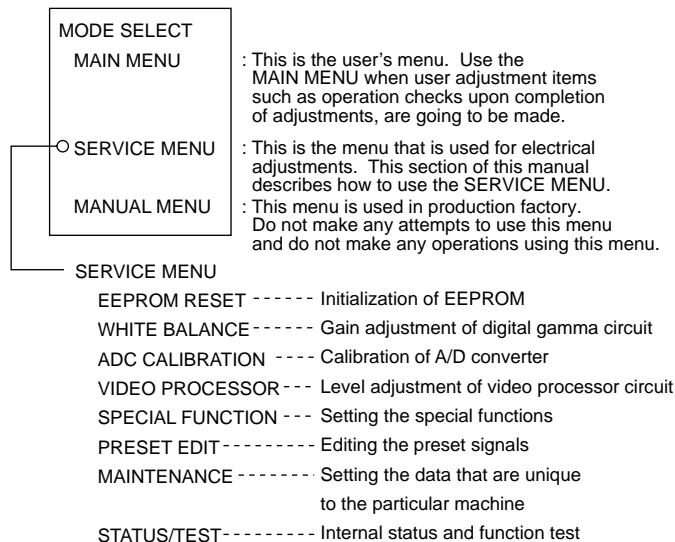 MODE SELECT
MAIN MENU : This is the user's menu. Use the
MAIN MENU when user adjustment items
such as operation checks upon completion
of adjustments, are going to be made.
SERVICE MENU : This is the menu that is used for electrical
adjustments. This section of this manual
describes how to use the SERVICE MENU.
MANUAL MENU : This menu is used in production factory.
Do not make any attempts to use this menu
and do not make any operations using this menu.
SERVICE MENU
EEPROM RESET ------ Initialization of EEPROM
WHITE BALANCE ------ Gain adjustment of digital gamma circuit
ADC CALIBRATION ---- Calibration of A/D converter
VIDEO PROCESSOR --- Level adjustment of video processor circuit
SPECIAL FUNCTION --- Setting the special functions
PRESET EDIT --------- Editing the preset signals
MAINTENANCE -------- Setting the data that are unique
to the particular machine
STATUS/TEST --------- Internal status and function test